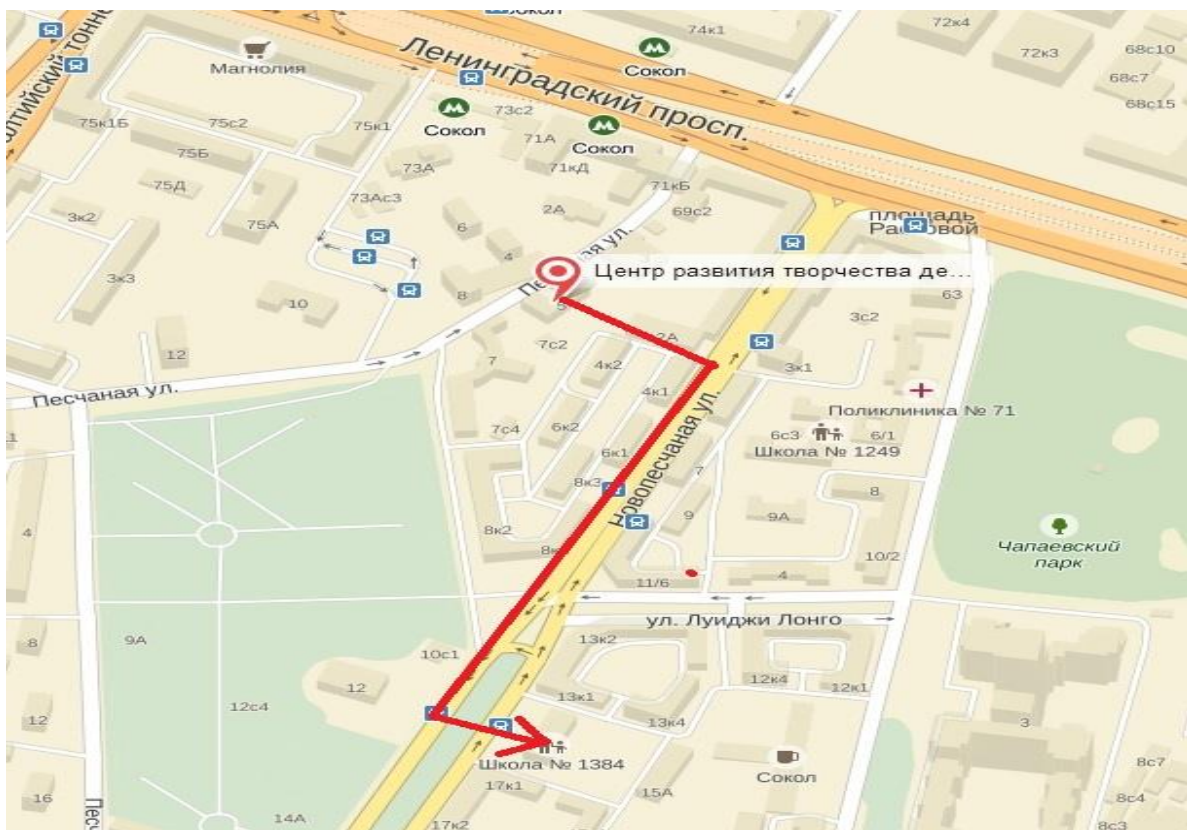 Сокол
74к1
72к4
72к3
68с10
68с7
68с15
Магнолия
Ленинградский просп.
Сокол
Сокол
Сокол
75к1Б
75с2
75к1
73с2
71А
71кД
75Б
73А
73Ас3
71кБ
69с2
75Д
75А
3к2
3к3
2А
6
4
8
10
12
Песчаная ул.
площадь
Центр развития творчества де...
63
3с2
3к1
2А
7с2
7
4к2
4к1
Поликлиника № 71
6с3
6/1
Школа № 1249
7с4
6к2
6к1
8к3
Новопесчаная ул.
7
8
9
9А
8к2
10/2
Чапаевский
парк
11/6
4
4
ул. Луиджи Лонго
8
9А
10с1
13к2
12
12с4
12
12к4
12к1
13к1
13к4
3
Школа № 1384
Сокол
17к1
15А
16
14А
17к2
8с7
8с4
8с3